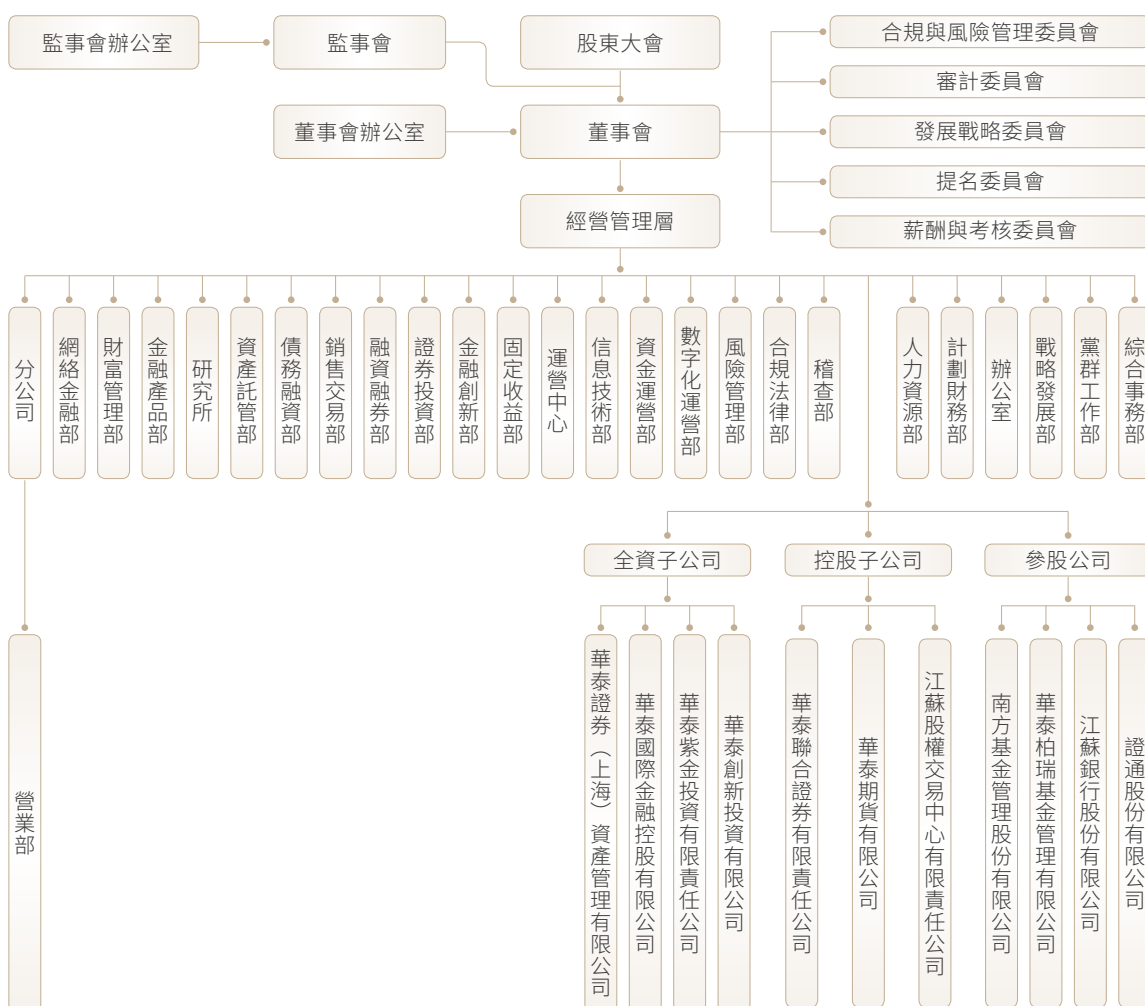 監事會辦公室
監事會
股東大會
合規與風險管理委員會
審計委員會
董事會辦公室
董事會
發展戰略委員會
提名委員會
經營管理層
薪酬與考核委員會
分公司
網絡金融部
財富管理部
金融產品部
研究所
資產託管部
債務融資部
銷售交易部
融資融券部
證券投資部
金融創新部
固定收益部
運營中心
信息技術部
資金運營部
數字化運營部
風險管理部
合規法律部
稽查部
人力資源部
計劃財務部
辦公室
戰略發展部
黨群工作部
綜合事務部
全資子公司
控股子公司
參股公司
營業部
華泰證券（上海）資產管理有限公司
華泰國際金融控股有限公司
華泰紫金投資有限責任公司
華泰創新投資有限公司
華泰聯合證券有限責任公司
華泰期貨有限公司
江蘇股權交易中心有限責任公司
南方基金管理股份有限公司
華泰柏瑞基金管理有限公司
江蘇銀行股份有限公司
證通股份有限公司